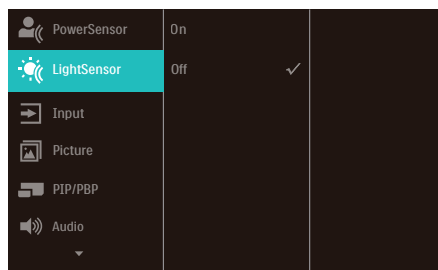 PowerSensor
On
LightSensor
Off
Input
Picture
PIP/PBP
Audio